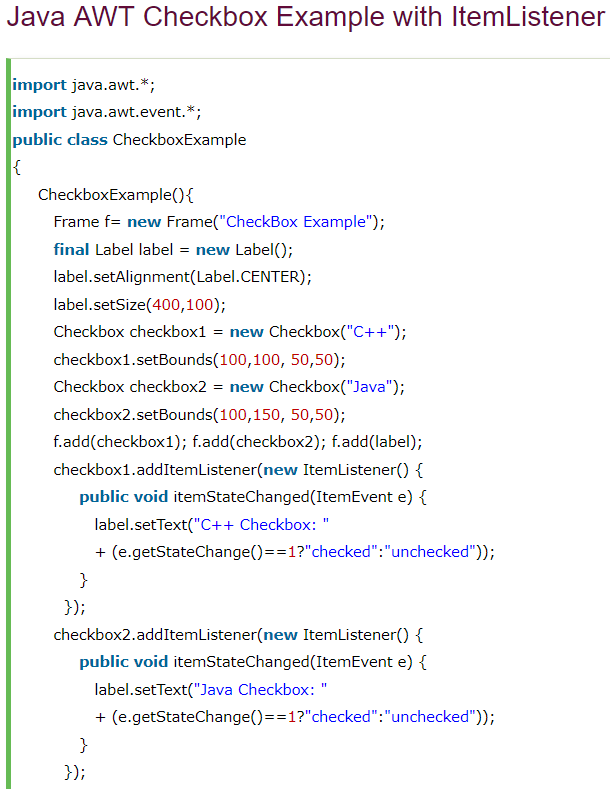 Java AWT Checkbox Example with ItemListener
import java.awt.*;
import java.awt.event.*;
public class CheckboxExample
{
CheckboxExample(){
Frame f= new Frame("CheckBox Example");
final Label label = new Label();
label.setAlignment(Label.CENTER);
label.setSize(400,100);
Checkbox checkbox1 = new Checkbox("C++");
checkbox1.setBounds(100,100, 50,50);
Checkbox checkbox2 = new Checkbox("Java");
checkbox2.setBounds(100,150, 50,50);
f.add(checkbox1); f.add(checkbox2); f.add(label);
checkbox1.addItemListener(new ItemListener() {
public void itemStateChanged(ItemEvent e) {
label.setText("C++ Checkbox: "
+ (e.getStateChange()==1?"checked":"unchecked"));
}
});
checkbox2.addItemListener(new ItemListener() {
public void itemStateChanged(ItemEvent e) {
label.setText("Java Checkbox: "
+ (e.getStateChange()==1?"checked":"unchecked"));
}
});